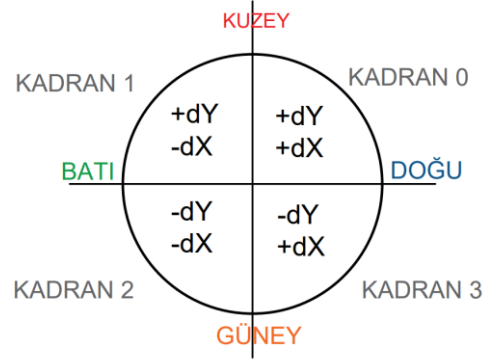 KUZEY
KADRAN 1
KADRAN 0
+dY
-dX
+dY
+dX
BATI
DOĞU
-dY
-dX
-dY
+dX
KADRAN 2
KADRAN 3
GÜNEY